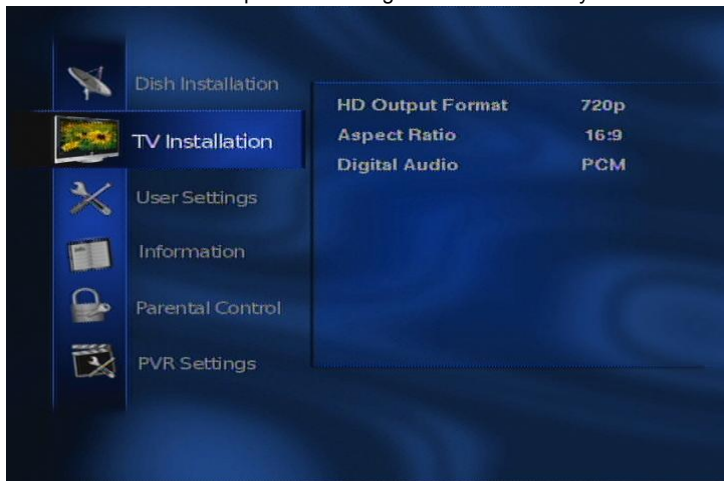 Dish Installation
TV Installation
User Settings
Information
Parental Control
PVR Settings
HD Output Format 720p
Aspect Ratio 16:9
Digital Audio PCM